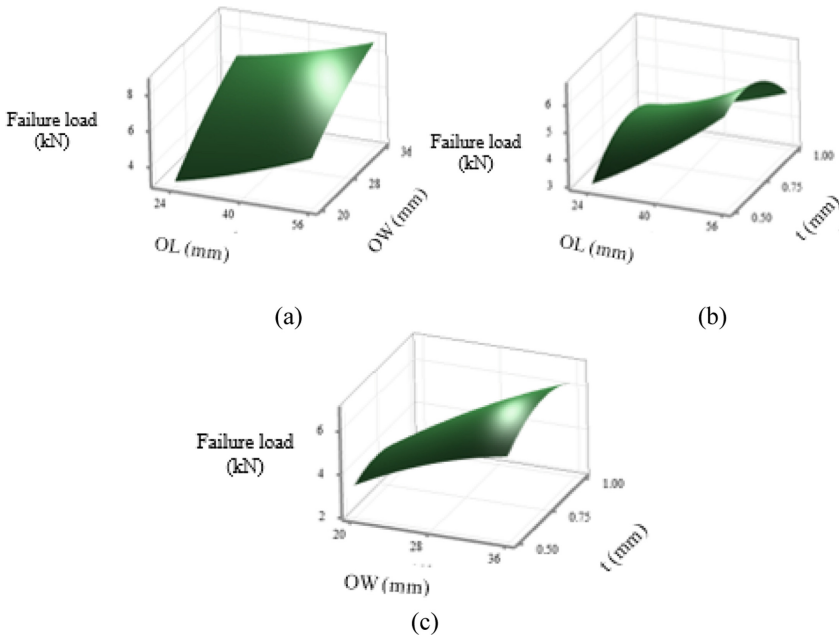 Failure load
(kN)
8
6
4
24
40
56
OL (mm)
20
28
36
OW (mm)
(a)
Failure load
(kN)
6
5
4
3
24
40
56
OL (mm)
0.50
0.75
1.00
t (mm)
(b)
Failure load
(kN)
6
4
2
20
28
36
OW (mm)
0.50
0.75
1.00
t (mm)
(c)